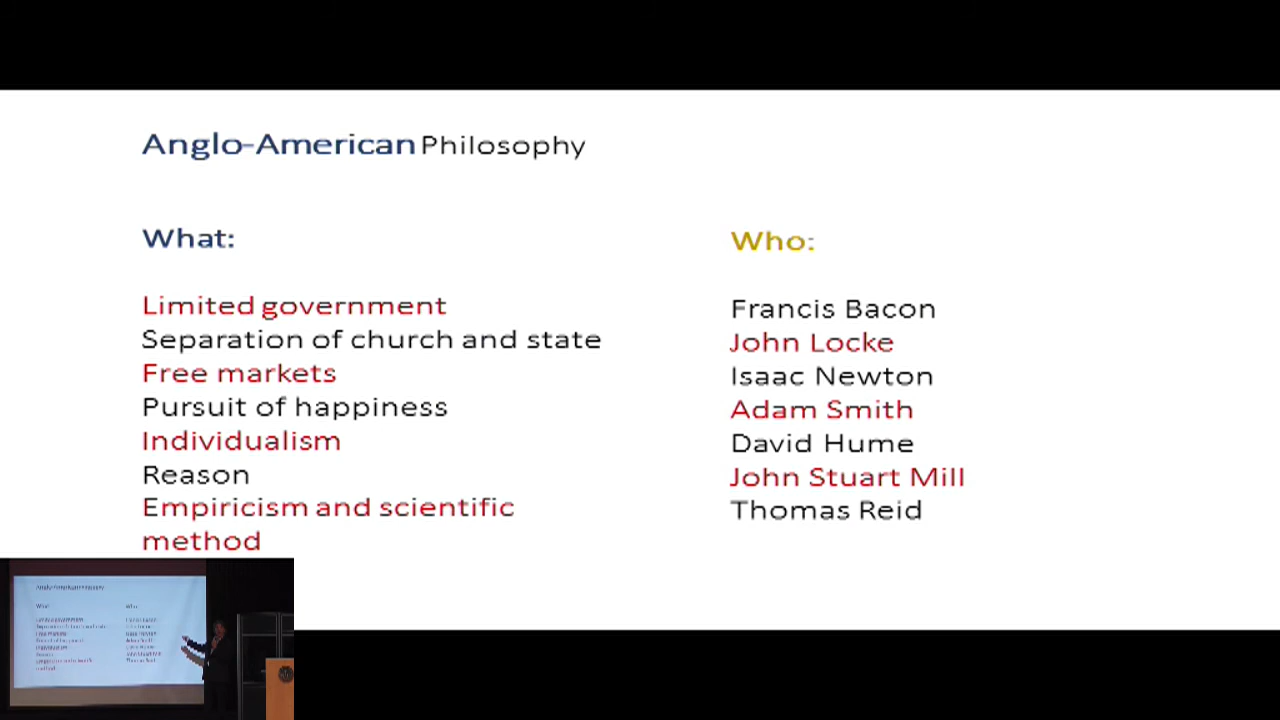 Anglo-American Philosophy
What:
Limited government
Separation of church and state
Free markets
Pursuit of happiness
Individualism
Reason
Empiricism and scientific
method
Who:
Francis Bacon
John Locke
Isaac Newton
Adam Smith
David Hume
John Stuart Mill
Thomas Reid